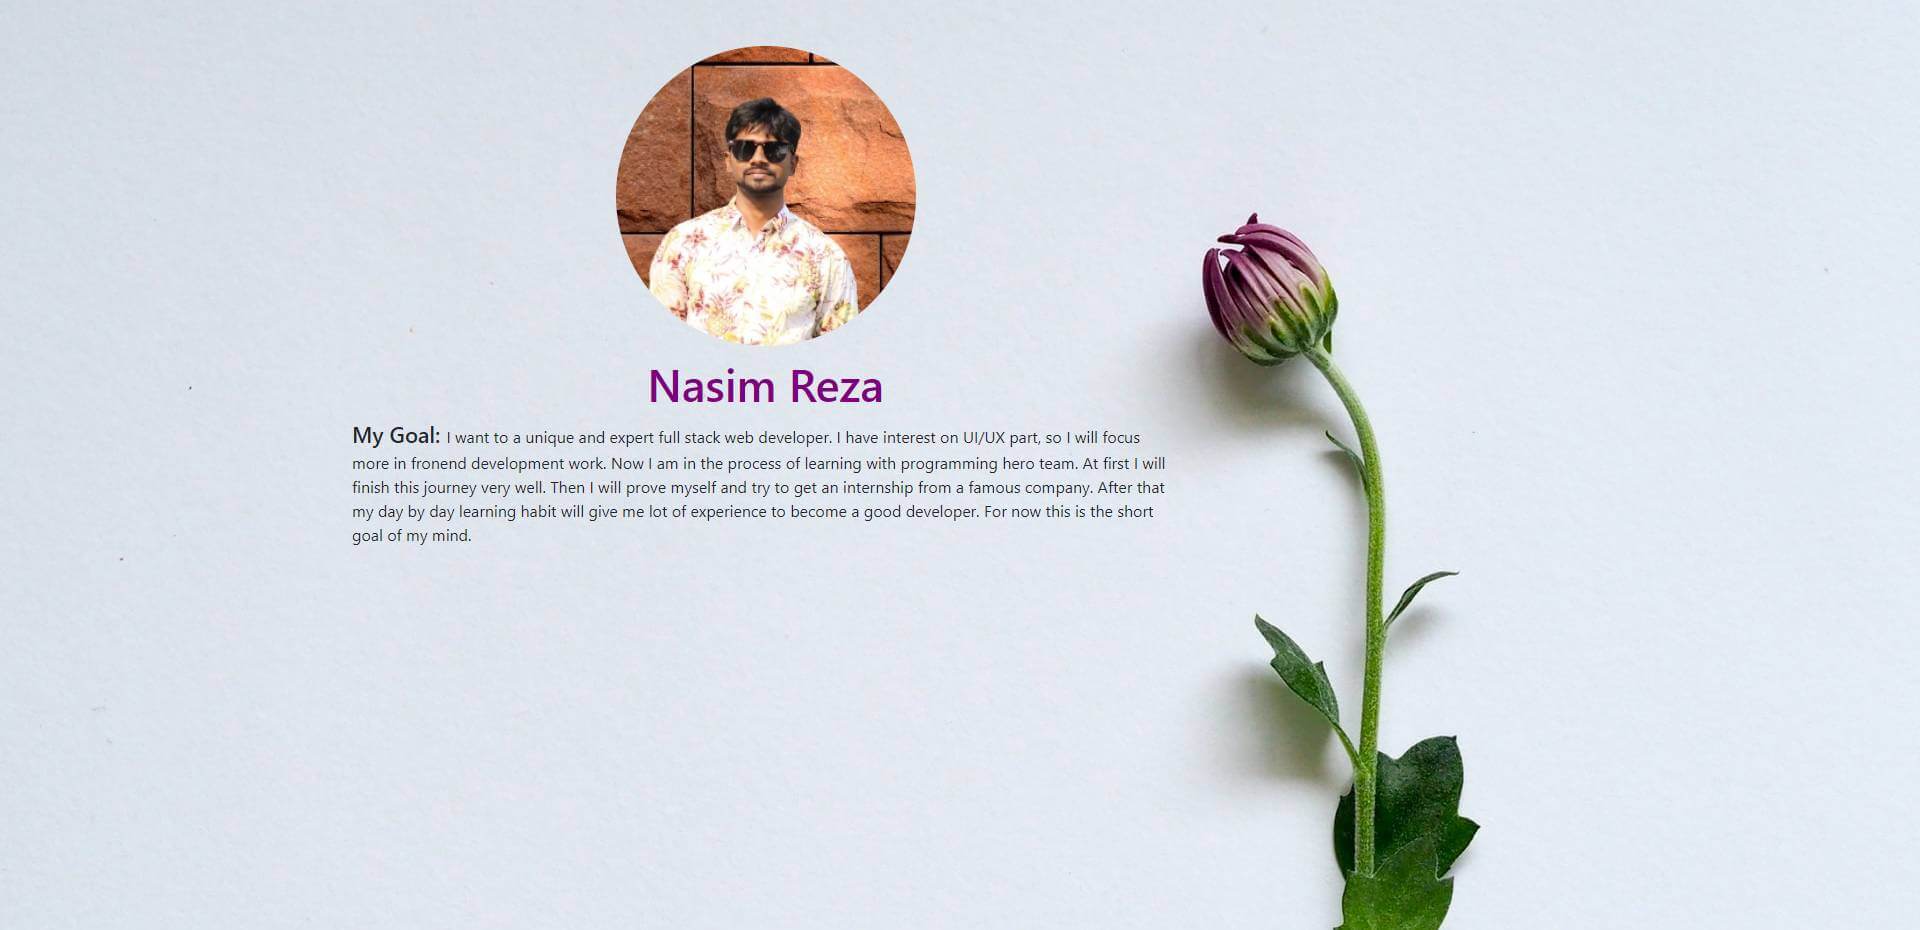 Nasim Reza
My Goal: I want to a unique and expert full stack web developer. I have interest on UI/UX part, so I will focus
more in fronend development work. Now I am in the process of learning with programming hero team. At first I will
finish this journey very well. Then I will prove myself and try to get an internship from a famous company. After that
my day by day learning habit will give me lot of experience to become a good developer. For now this is the short
goal of my mind.